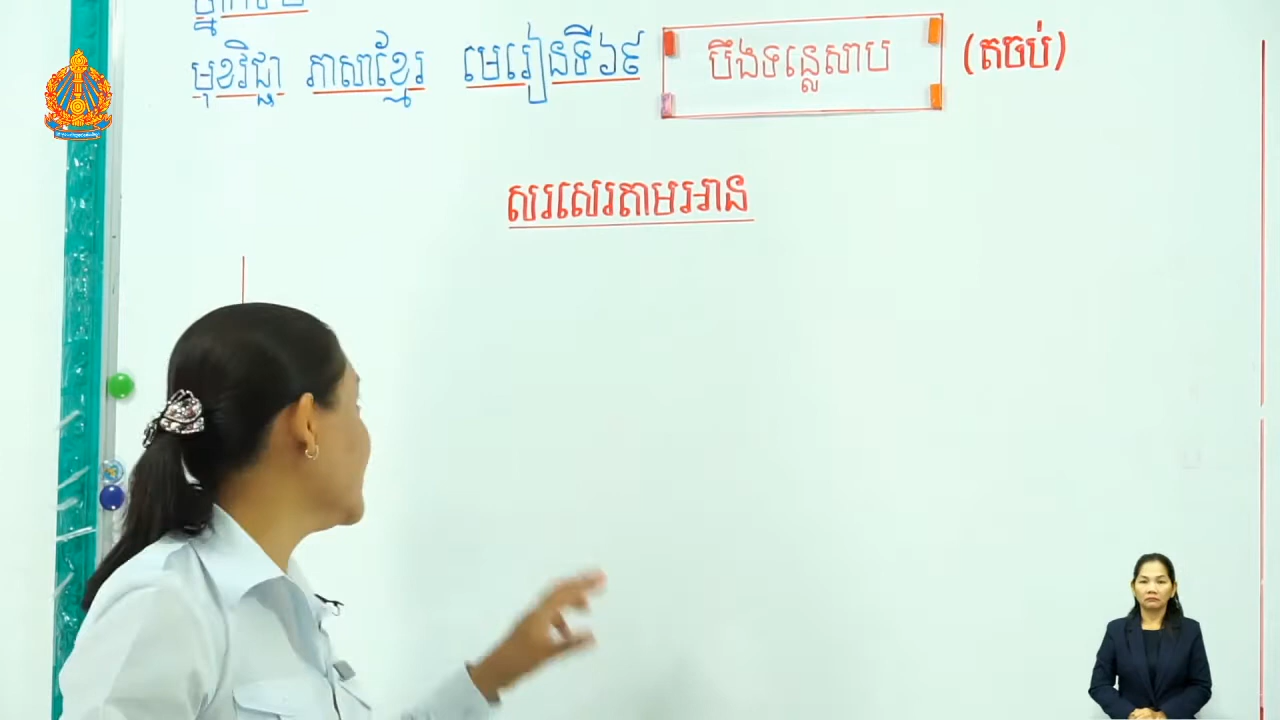 មុខវិជ្ជា ភាសាខ្មែរ មេរៀនទី៦៩ បឹងទន្លេសាប (តចប់)
សរសេរតាមអាន